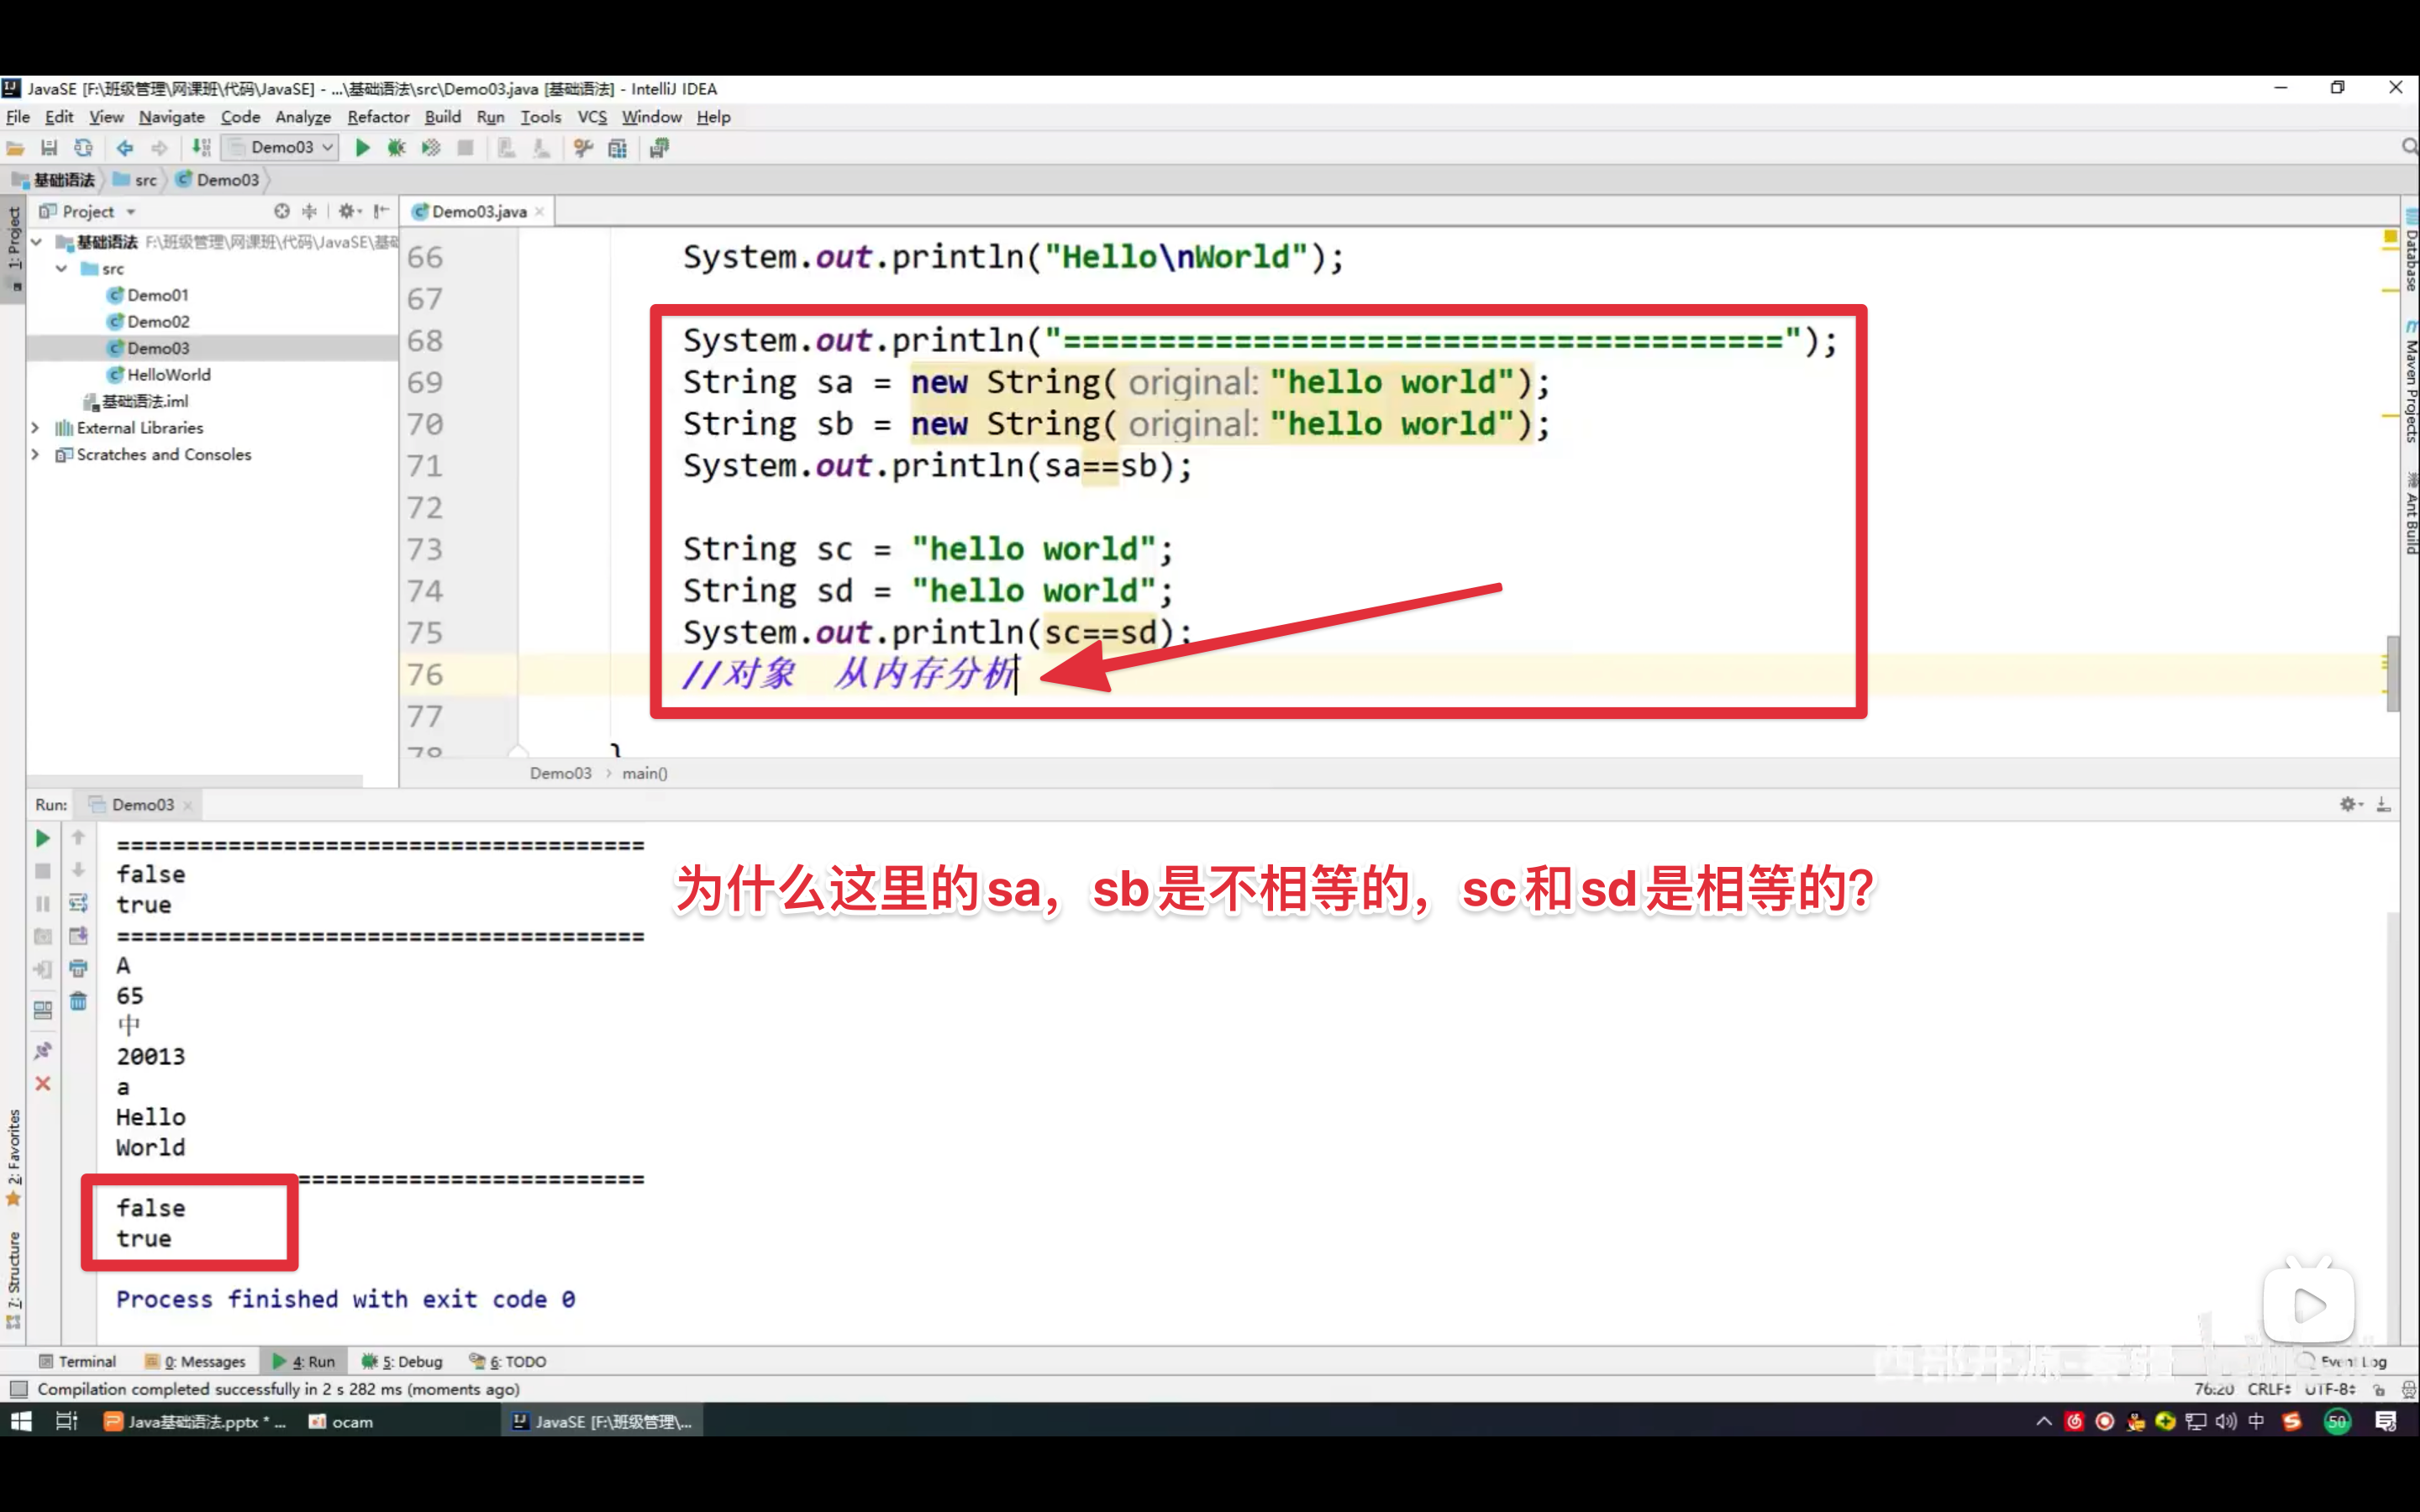 JavaSE [F:\班级管理\网课班\代码\JavaSE] - ...\基础语法\src\Demo03.java [基础语法] - IntelliJ IDEA
File Edit View Navigate Code Analyze Refactor Build Run Tools VCS Window Help
Demo03
基础语法 src Demo03
1: Project
Project
Demo03.java
基础语法 F:\班级管理\网课班\代码\JavaSE\基础
src
Demo01
Demo02
Demo03
HelloWorld
基础语法.iml
External Libraries
Scratches and Consoles
66 System.out.println("Hello\nWorld");
67
68 System.out.println("======================================");
69 String sa = new String( original: "hello world");
70 String sb = new String( original: "hello world");
71 System.out.println(sa==sb);
72
73 String sc = "hello world";
74 String sd = "hello world";
75 System.out.println(sc==sd);
76 //对象 从内存分析
77
78 }
Demo03 › main()
Database
Maven Projects
Ant Build
Run: Demo03
======================================
false
true
======================================
A
65
中
20013
a
Hello
World
=========================
false
true
Process finished with exit code 0
为什么这里的sa，sb是不相等的，sc和sd是相等的？
2: Favorites
7: Structure
Terminal 0: Messages 4: Run 5: Debug 6: TODO
Event Log
Compilation completed successfully in 2 s 282 ms (moments ago)
76:20 CRLF UTF-8
Java基础语法.pptx * ... ocam JavaSE [F:\班级管理\...
中 50